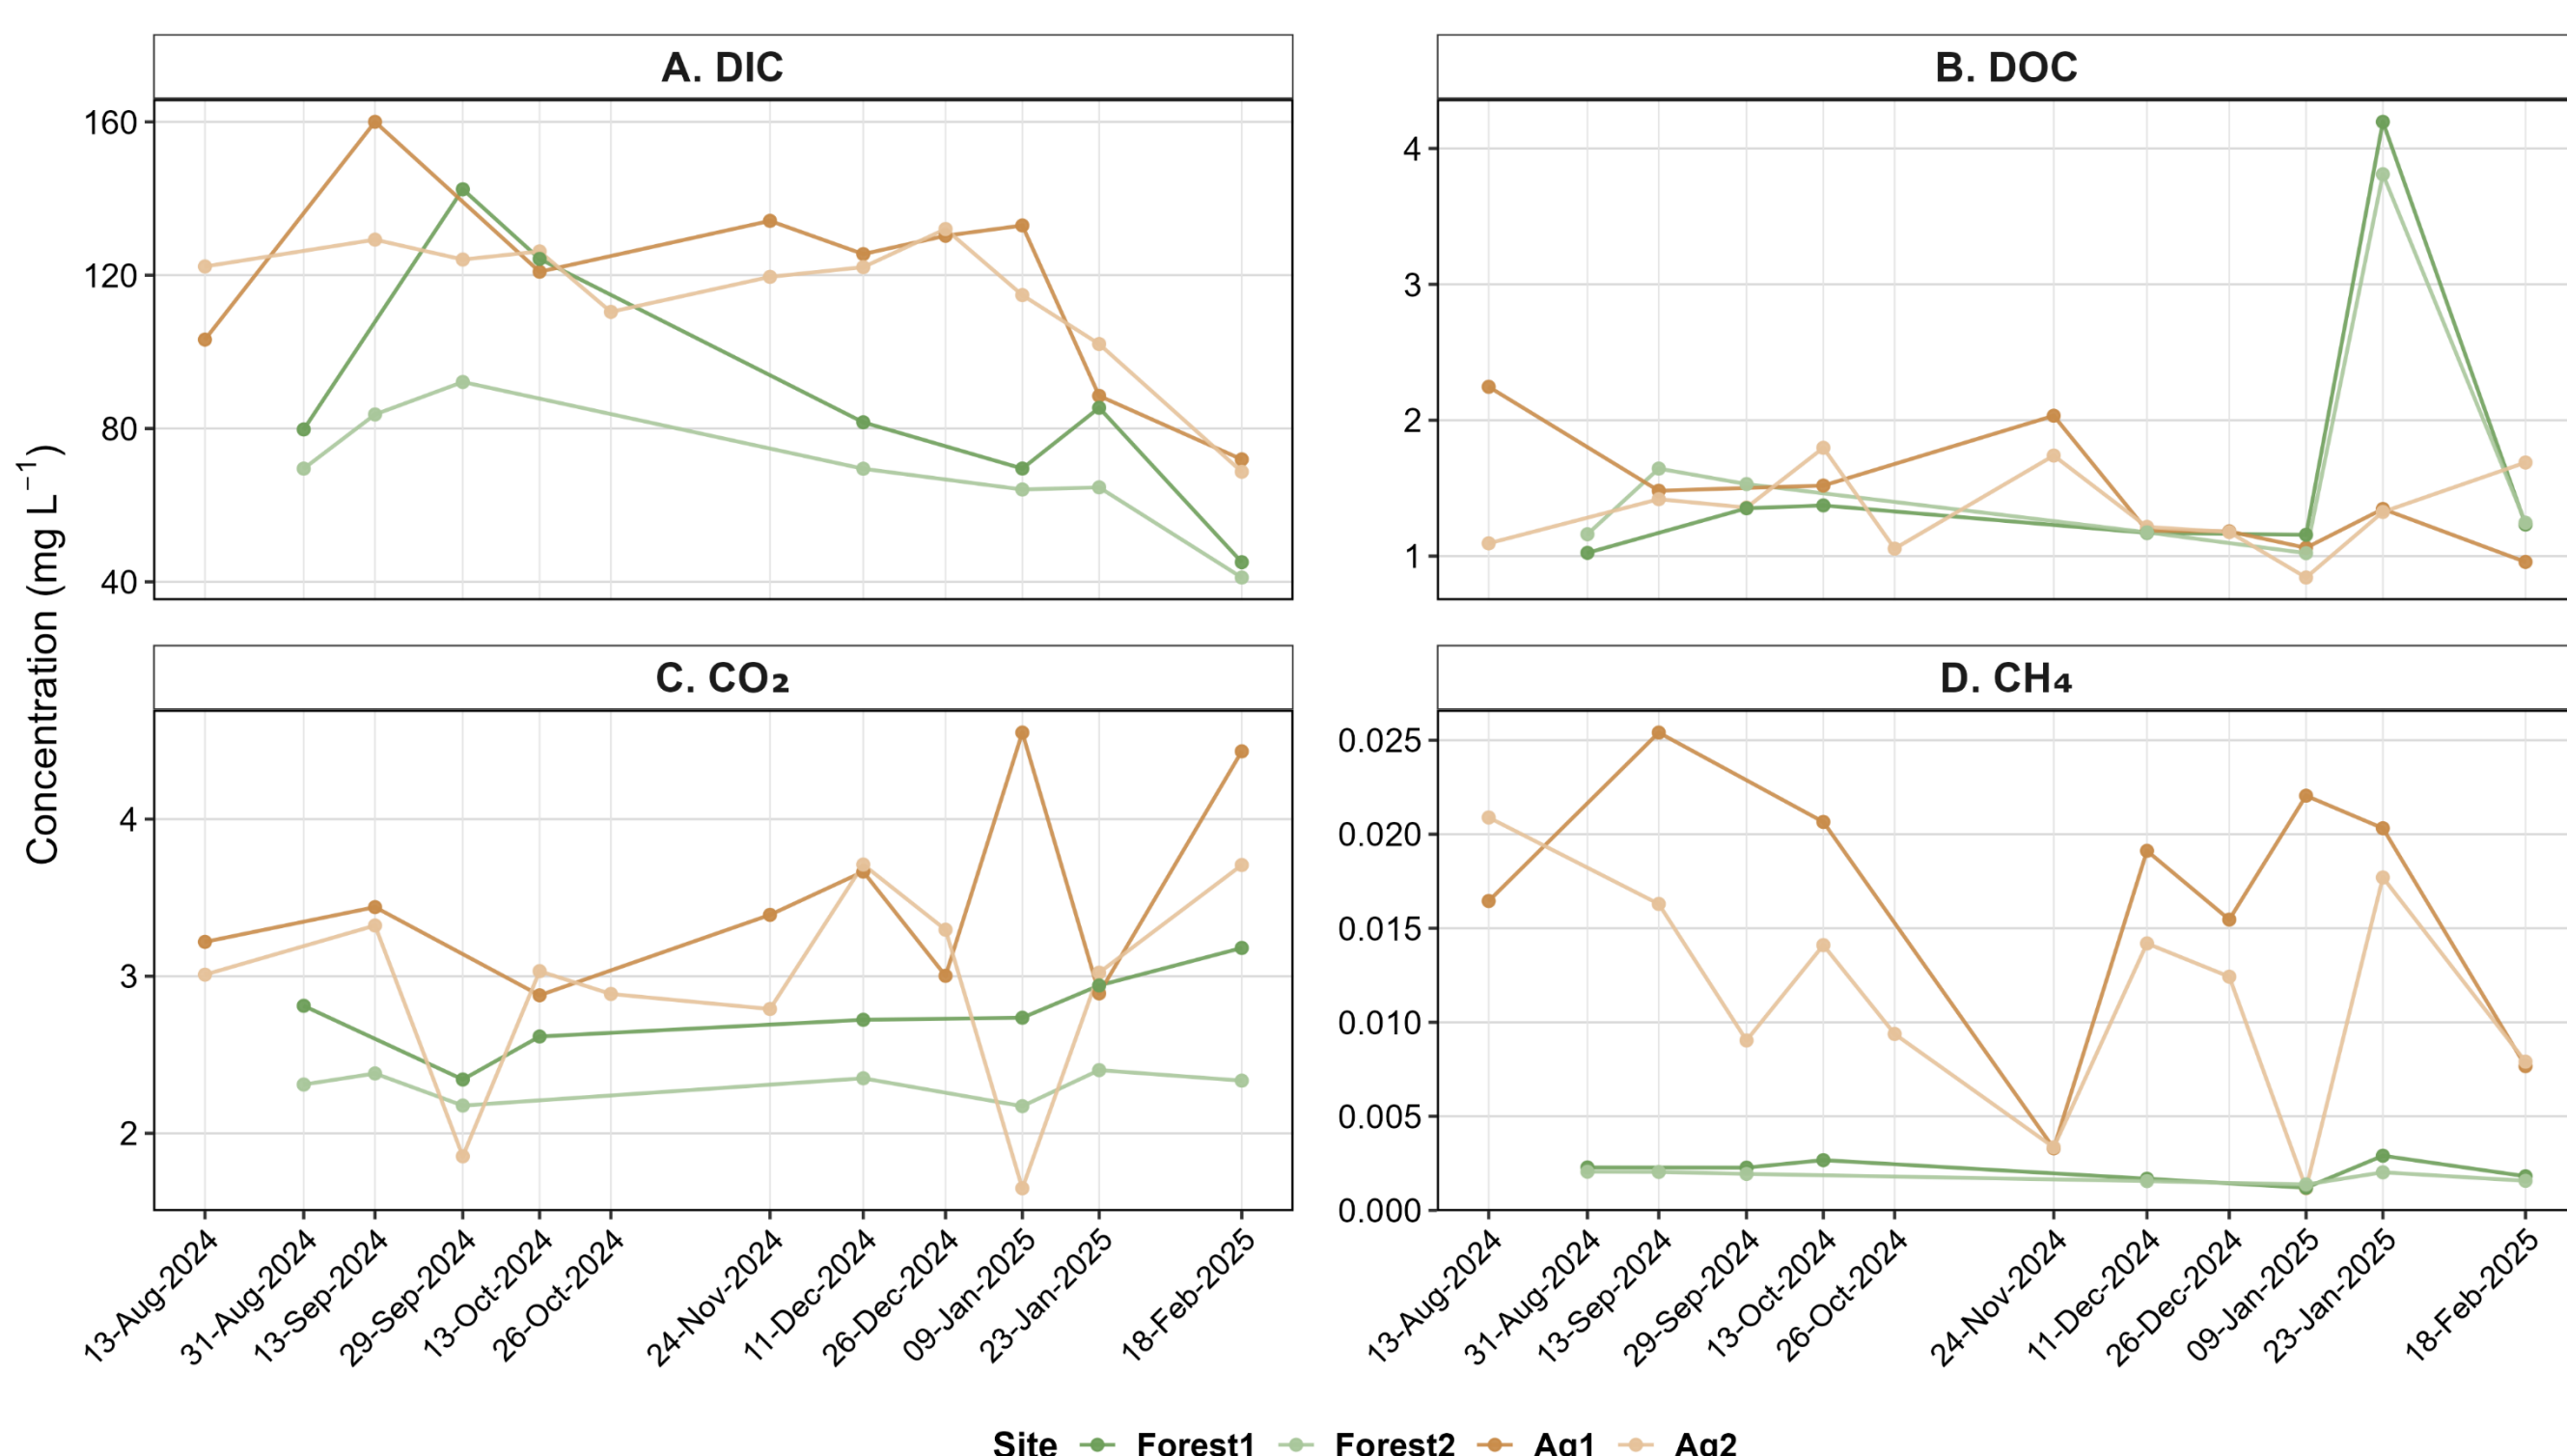 A. DIC
B. DOC
160
120
80
40
4
3
2
1
Concentration (mg L⁻¹)
C. CO₂
D. CH₄
4
3
2
0.025
0.020
0.015
0.010
0.005
0.000
13-Aug-2024
31-Aug-2024
13-Sep-2024
29-Sep-2024
13-Oct-2024
26-Oct-2024
24-Nov-2024
11-Dec-2024
26-Dec-2024
09-Jan-2025
23-Jan-2025
18-Feb-2025
13-Aug-2024
31-Aug-2024
13-Sep-2024
29-Sep-2024
13-Oct-2024
26-Oct-2024
24-Nov-2024
11-Dec-2024
26-Dec-2024
09-Jan-2025
23-Jan-2025
18-Feb-2025
Site Forest1 Forest2 Ag1 Ag2